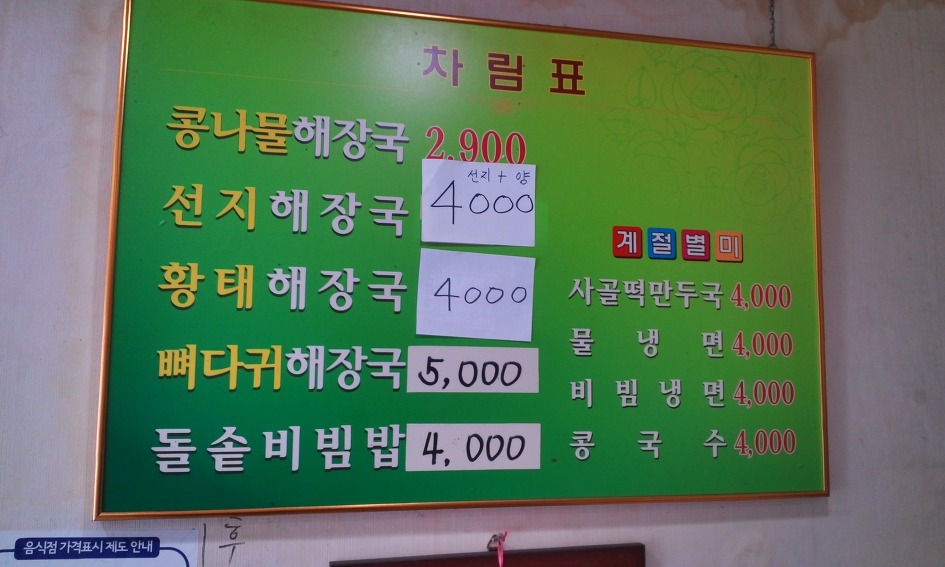 차림표
콩나물해장국 2,900
선지+양
선지해장국 4000
황태해장국 4000
뼈다귀해장국 5,000
돌솥비빔밥 4,000
계절별미
사골떡만두국 4,000
물냉면 4,000
비빔냉면 4,000
콩국수 4,000
음식점 가격표시 제도 안내
후